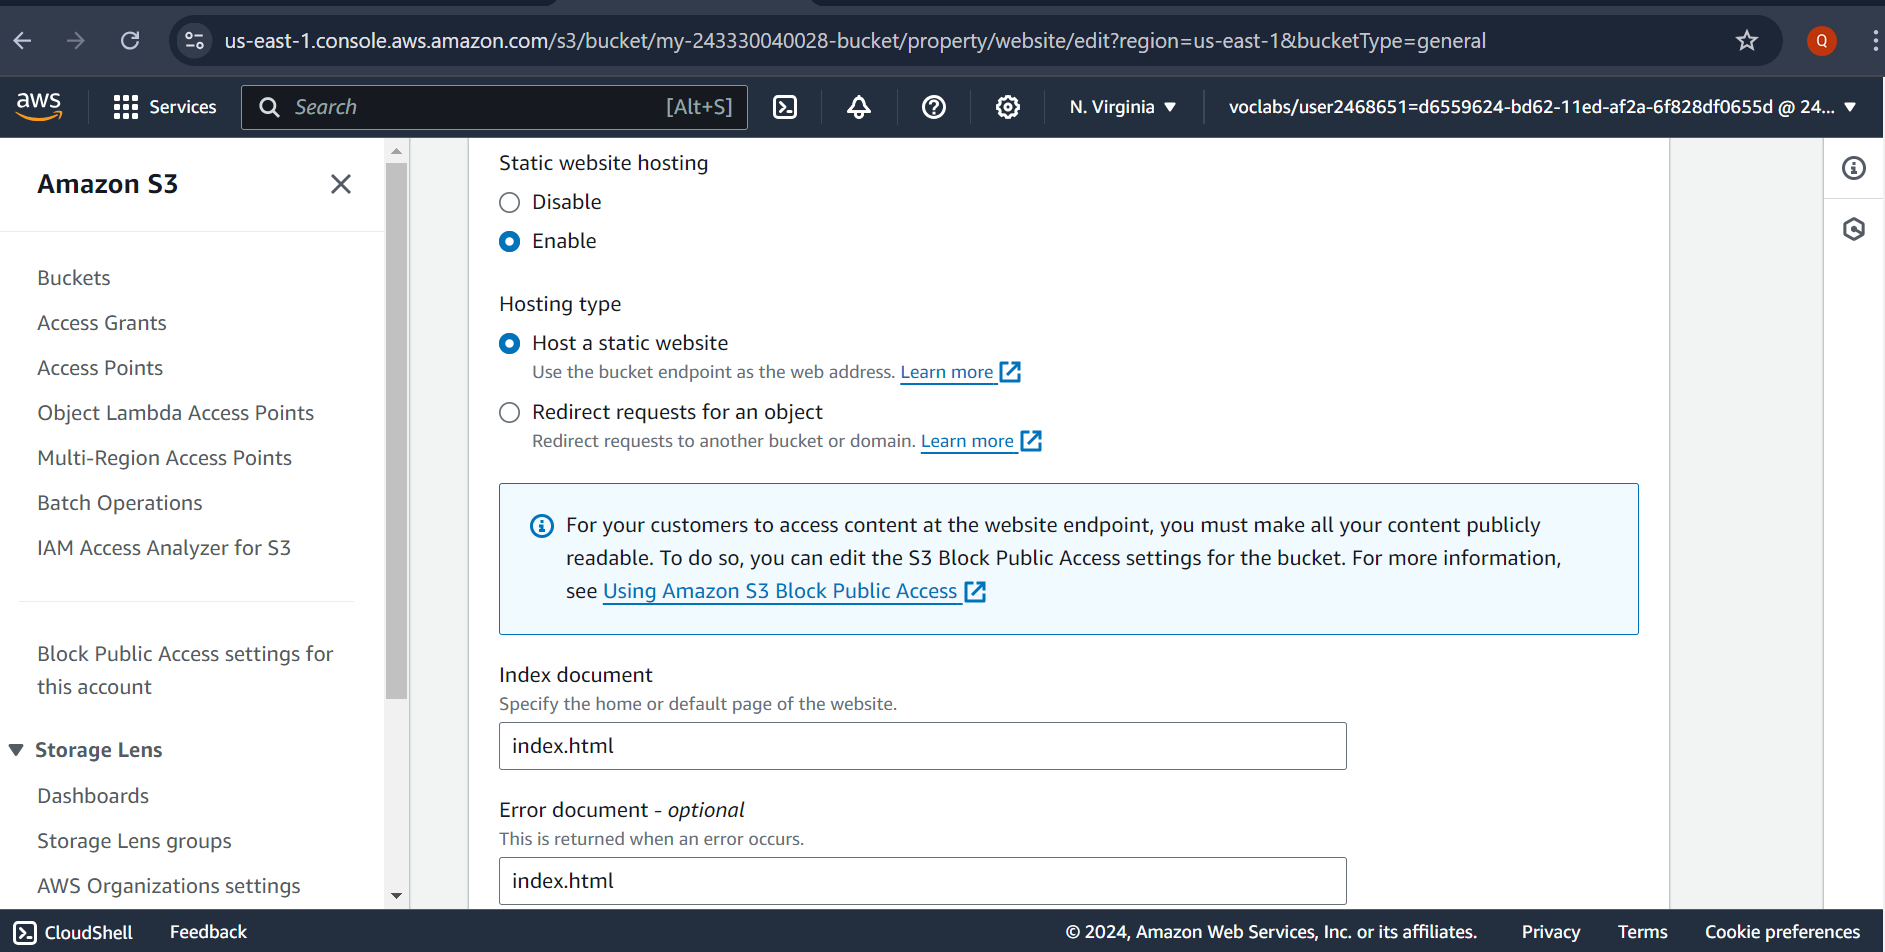 us-east-1.console.aws.amazon.com/s3/bucket/my-243330040028-bucket/property/website/edit?region=us-east-1&bucketType=general
Q
aws
Services
Search
[Alt+S]
N. Virginia
voclabs/user2468651=d6559624-bd62-11ed-af2a-6f828df0655d @ 24...
Amazon S3
Buckets
Access Grants
Access Points
Object Lambda Access Points
Multi-Region Access Points
Batch Operations
IAM Access Analyzer for S3
Block Public Access settings for
this account
Storage Lens
Dashboards
Storage Lens groups
AWS Organizations settings
Static website hosting
Disable
Enable
Hosting type
Host a static website
Use the bucket endpoint as the web address. Learn more
Redirect requests for an object
Redirect requests to another bucket or domain. Learn more
For your customers to access content at the website endpoint, you must make all your content publicly
readable. To do so, you can edit the S3 Block Public Access settings for the bucket. For more information,
see Using Amazon S3 Block Public Access
Index document
Specify the home or default page of the website.
index.html
Error document - optional
This is returned when an error occurs.
index.html
CloudShell
Feedback
© 2024, Amazon Web Services, Inc. or its affiliates.
Privacy
Terms
Cookie preferences